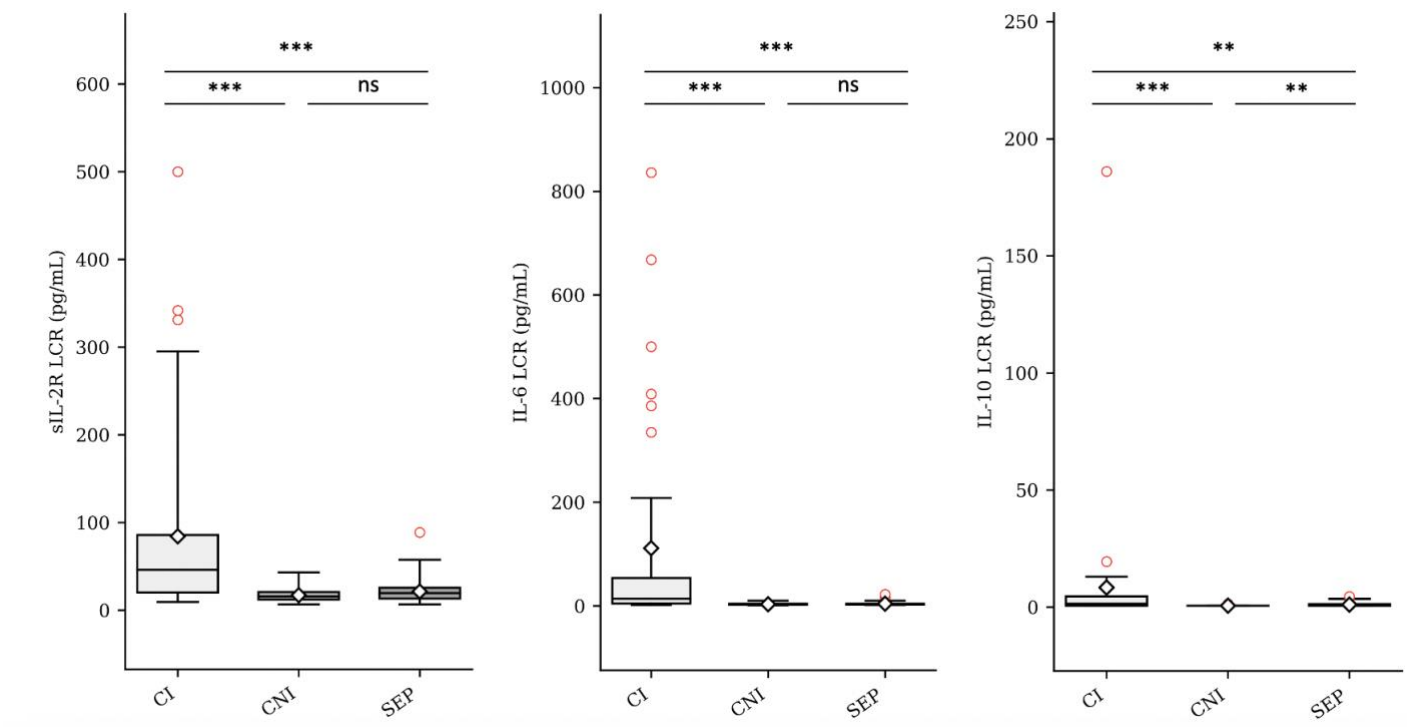 ***
***
ns
600
500
400
300
200
100
0
sIL-2R LCR (pg/mL)
CI
CNI
SEP
***
***
ns
1000
800
600
400
200
0
IL-6 LCR (pg/mL)
CI
CNI
SEP
**
***
**
250
200
150
100
50
0
IL-10 LCR (pg/mL)
CI
CNI
SEP